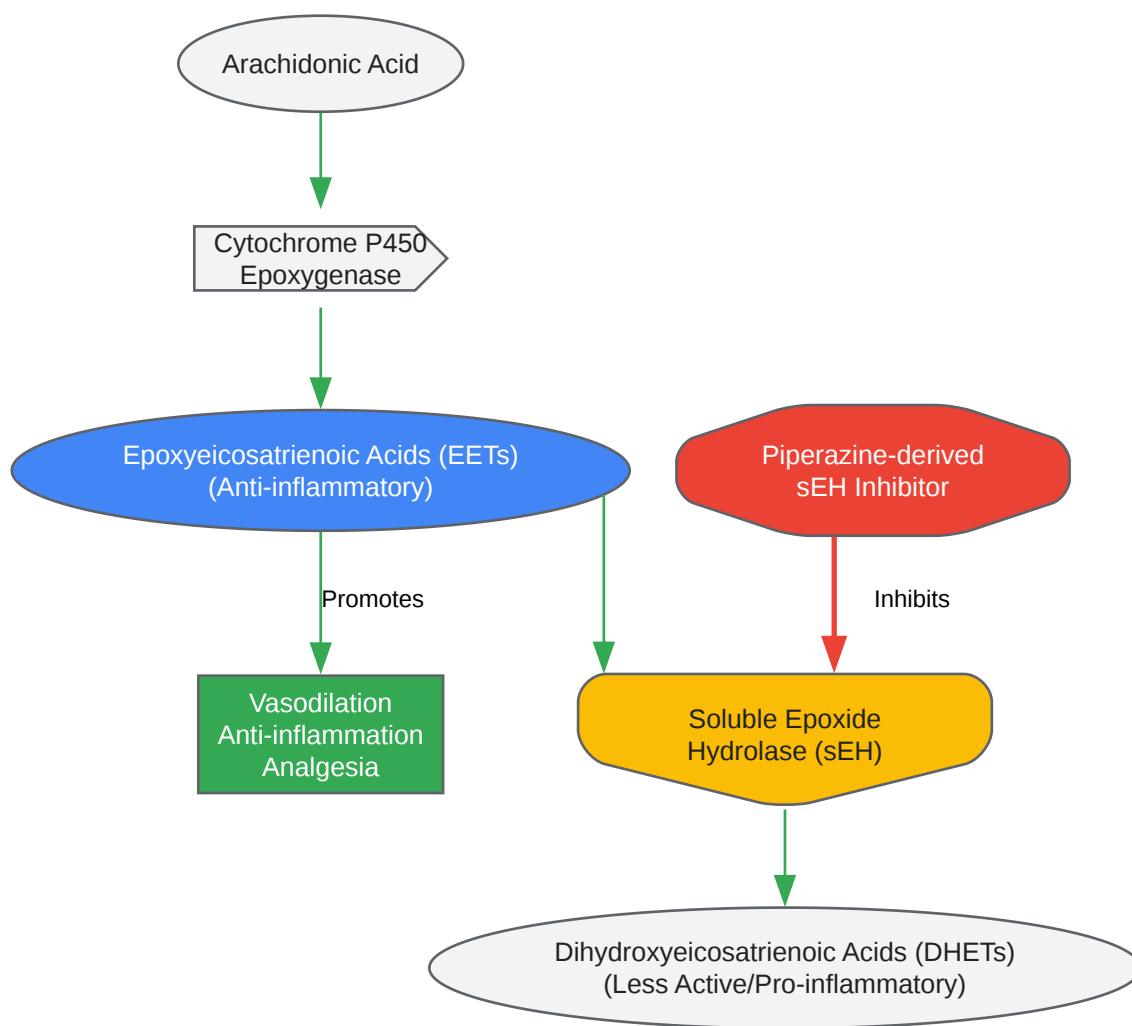 Arachidonic Acid
Cytochrome P450
Epoxygenase
Epoxyeicosatrienoic Acids (EETs)
(Anti-inflammatory)
Piperazine-derived
sEH Inhibitor
Promotes
Inhibits
Vasodilation
Anti-inflammation
Analgesia
Soluble Epoxide
Hydrolase (sEH)
Dihydroxyeicosatrienoic Acids (DHETs)
(Less Active/Pro-inflammatory)